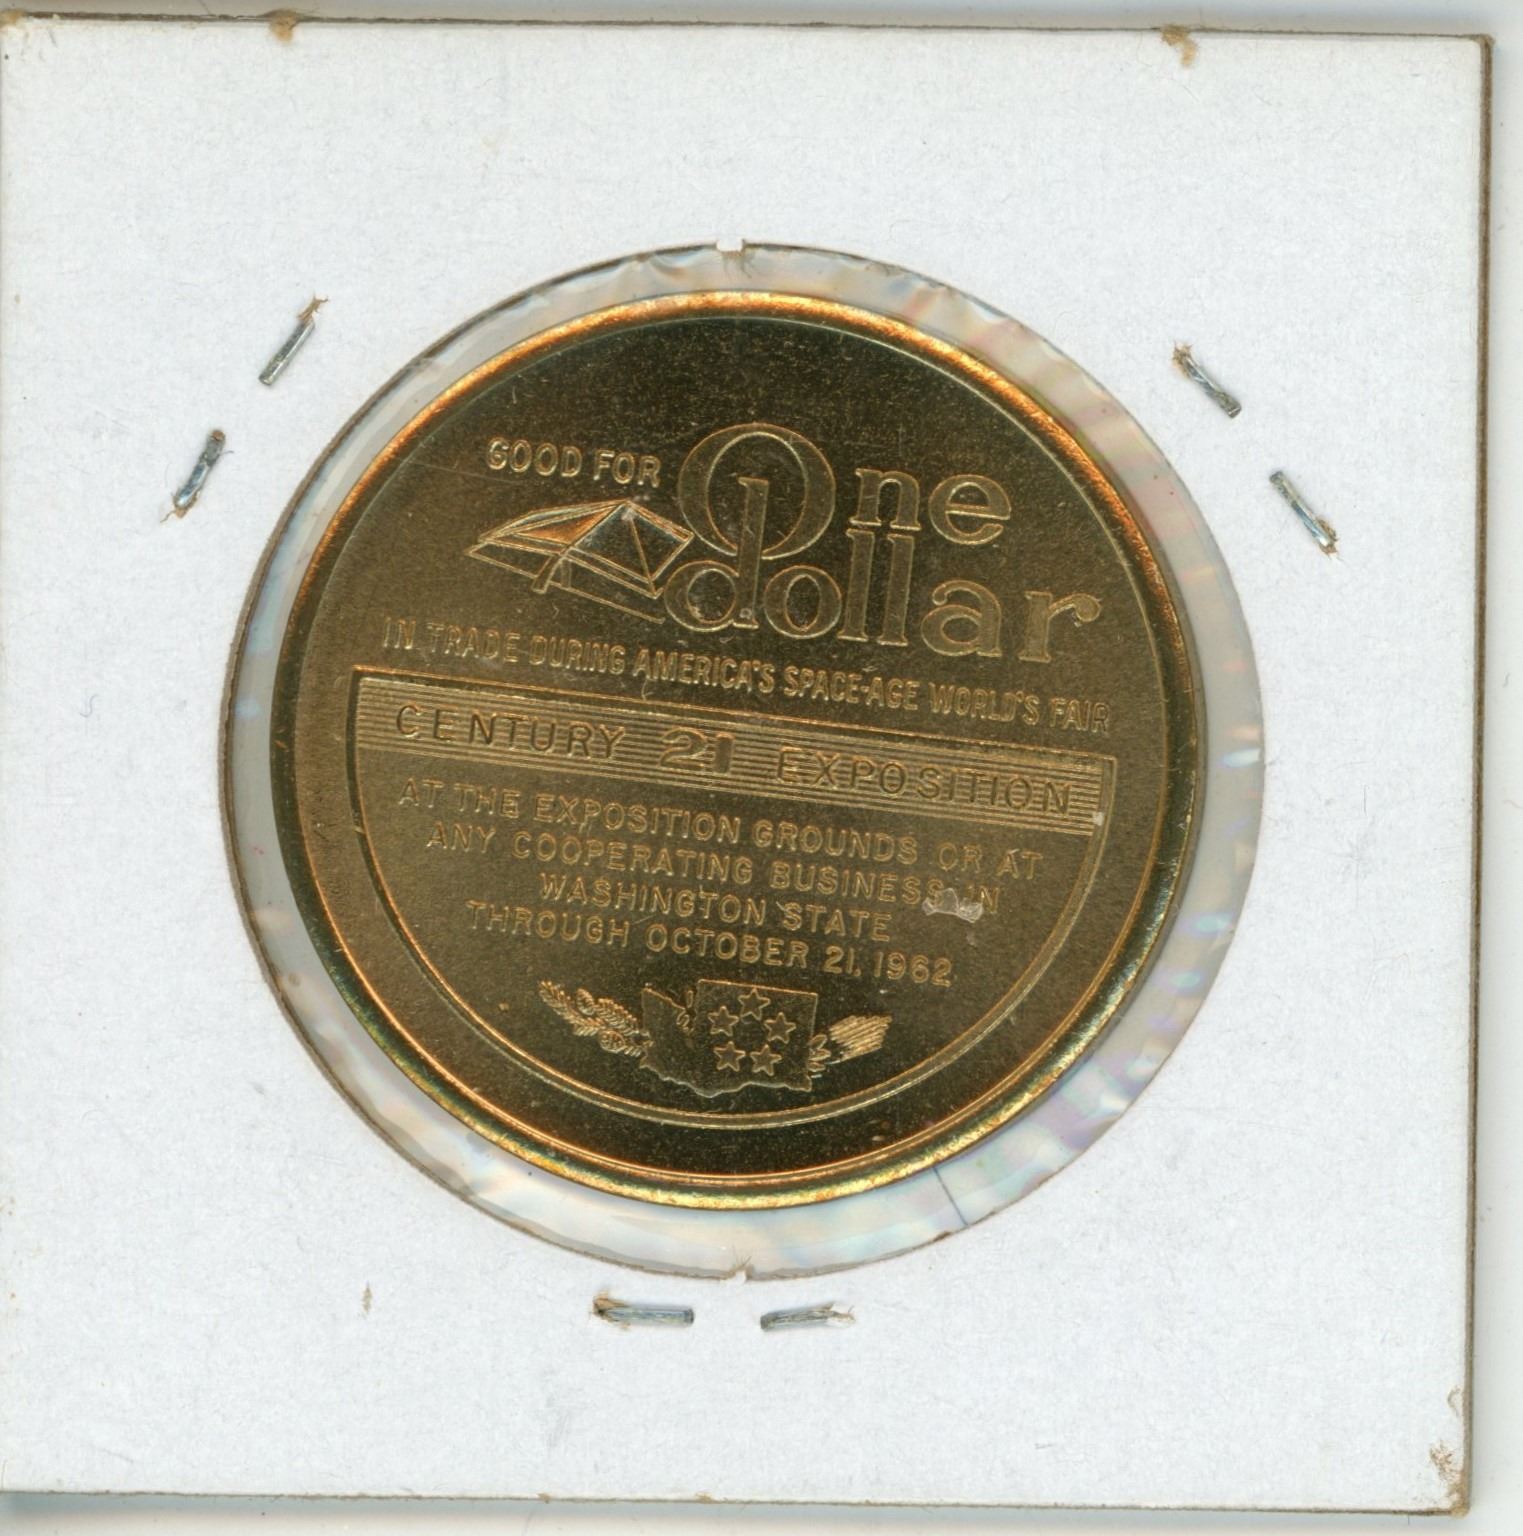 GOOD FOR One
dollar
IN TRADE DURING AMERICA'S SPACE-AGE WORLD'S FAIR
CENTURY 21 EXPOSITION
AT THE EXPOSITION GROUNDS OR AT
ANY COOPERATING BUSINESS IN
WASHINGTON STATE
THROUGH OCTOBER 21, 1962